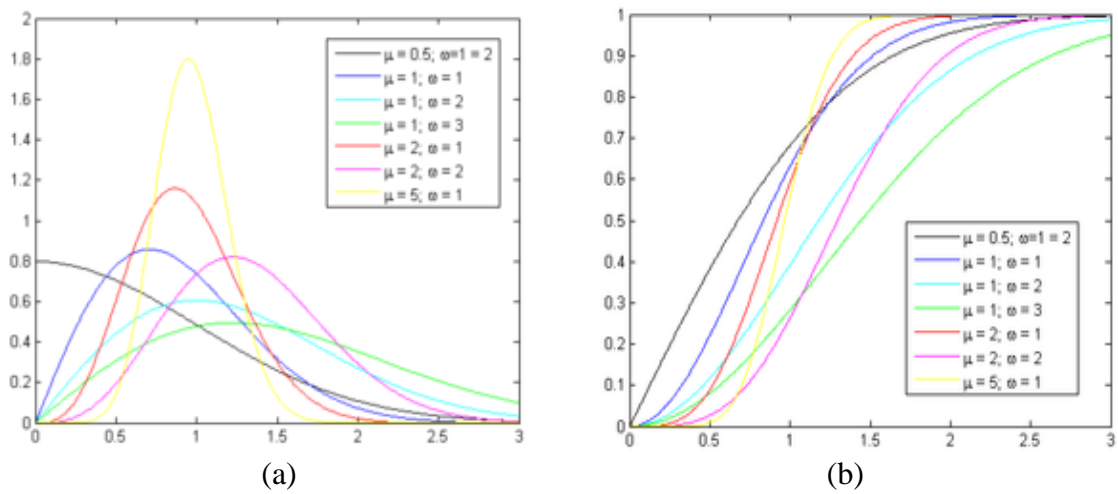 2
1.8
1.6
1.4
1.2
1
0.8
0.6
0.4
0.2
0
0 0.5 1 1.5 2 2.5 3
μ = 0.5; ω=1 = 2
μ = 1; ω = 1
μ = 1; ω = 2
μ = 1; ω = 3
μ = 2; ω = 1
μ = 2; ω = 2
μ = 5; ω = 1
(a)
1
0.9
0.8
0.7
0.6
0.5
0.4
0.3
0.2
0.1
0
0 0.5 1 1.5 2 2.5 3
μ = 0.5; ω=1 = 2
μ = 1; ω = 1
μ = 1; ω = 2
μ = 1; ω = 3
μ = 2; ω = 1
μ = 2; ω = 2
μ = 5; ω = 1
(b)